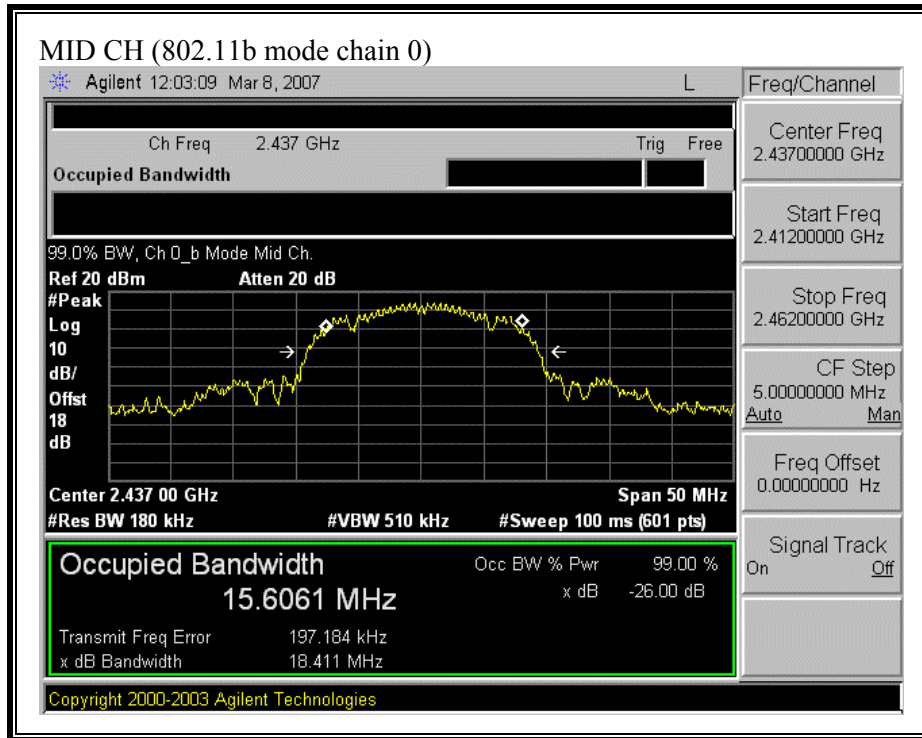 MID CH (802.11b mode chain 0)
Agilent 12:03:09 Mar 8, 2007 L
Freq/Channel
Ch Freq 2.437 GHz Trig Free
Occupied Bandwidth
Center Freq
2.43700000 GHz
Start Freq
2.41200000 GHz
99.0% BW, Ch 0_b Mode Mid Ch.
Ref 20 dBm Atten 20 dB
#Peak
Log
10
dB/
Offst
18
dB
Stop Freq
2.46200000 GHz
CF Step
5.00000000 MHz
Auto Man
Freq Offset
0.00000000 Hz
Center 2.437 00 GHz Span 50 MHz
#Res BW 180 kHz #VBW 510 kHz #Sweep 100 ms (601 pts)
Signal Track
On Off
Occupied Bandwidth Occ BW % Pwr 99.00 %
15.6061 MHz x dB -26.00 dB
Transmit Freq Error 197.184 kHz
x dB Bandwidth 18.411 MHz
Copyright 2000-2003 Agilent Technologies